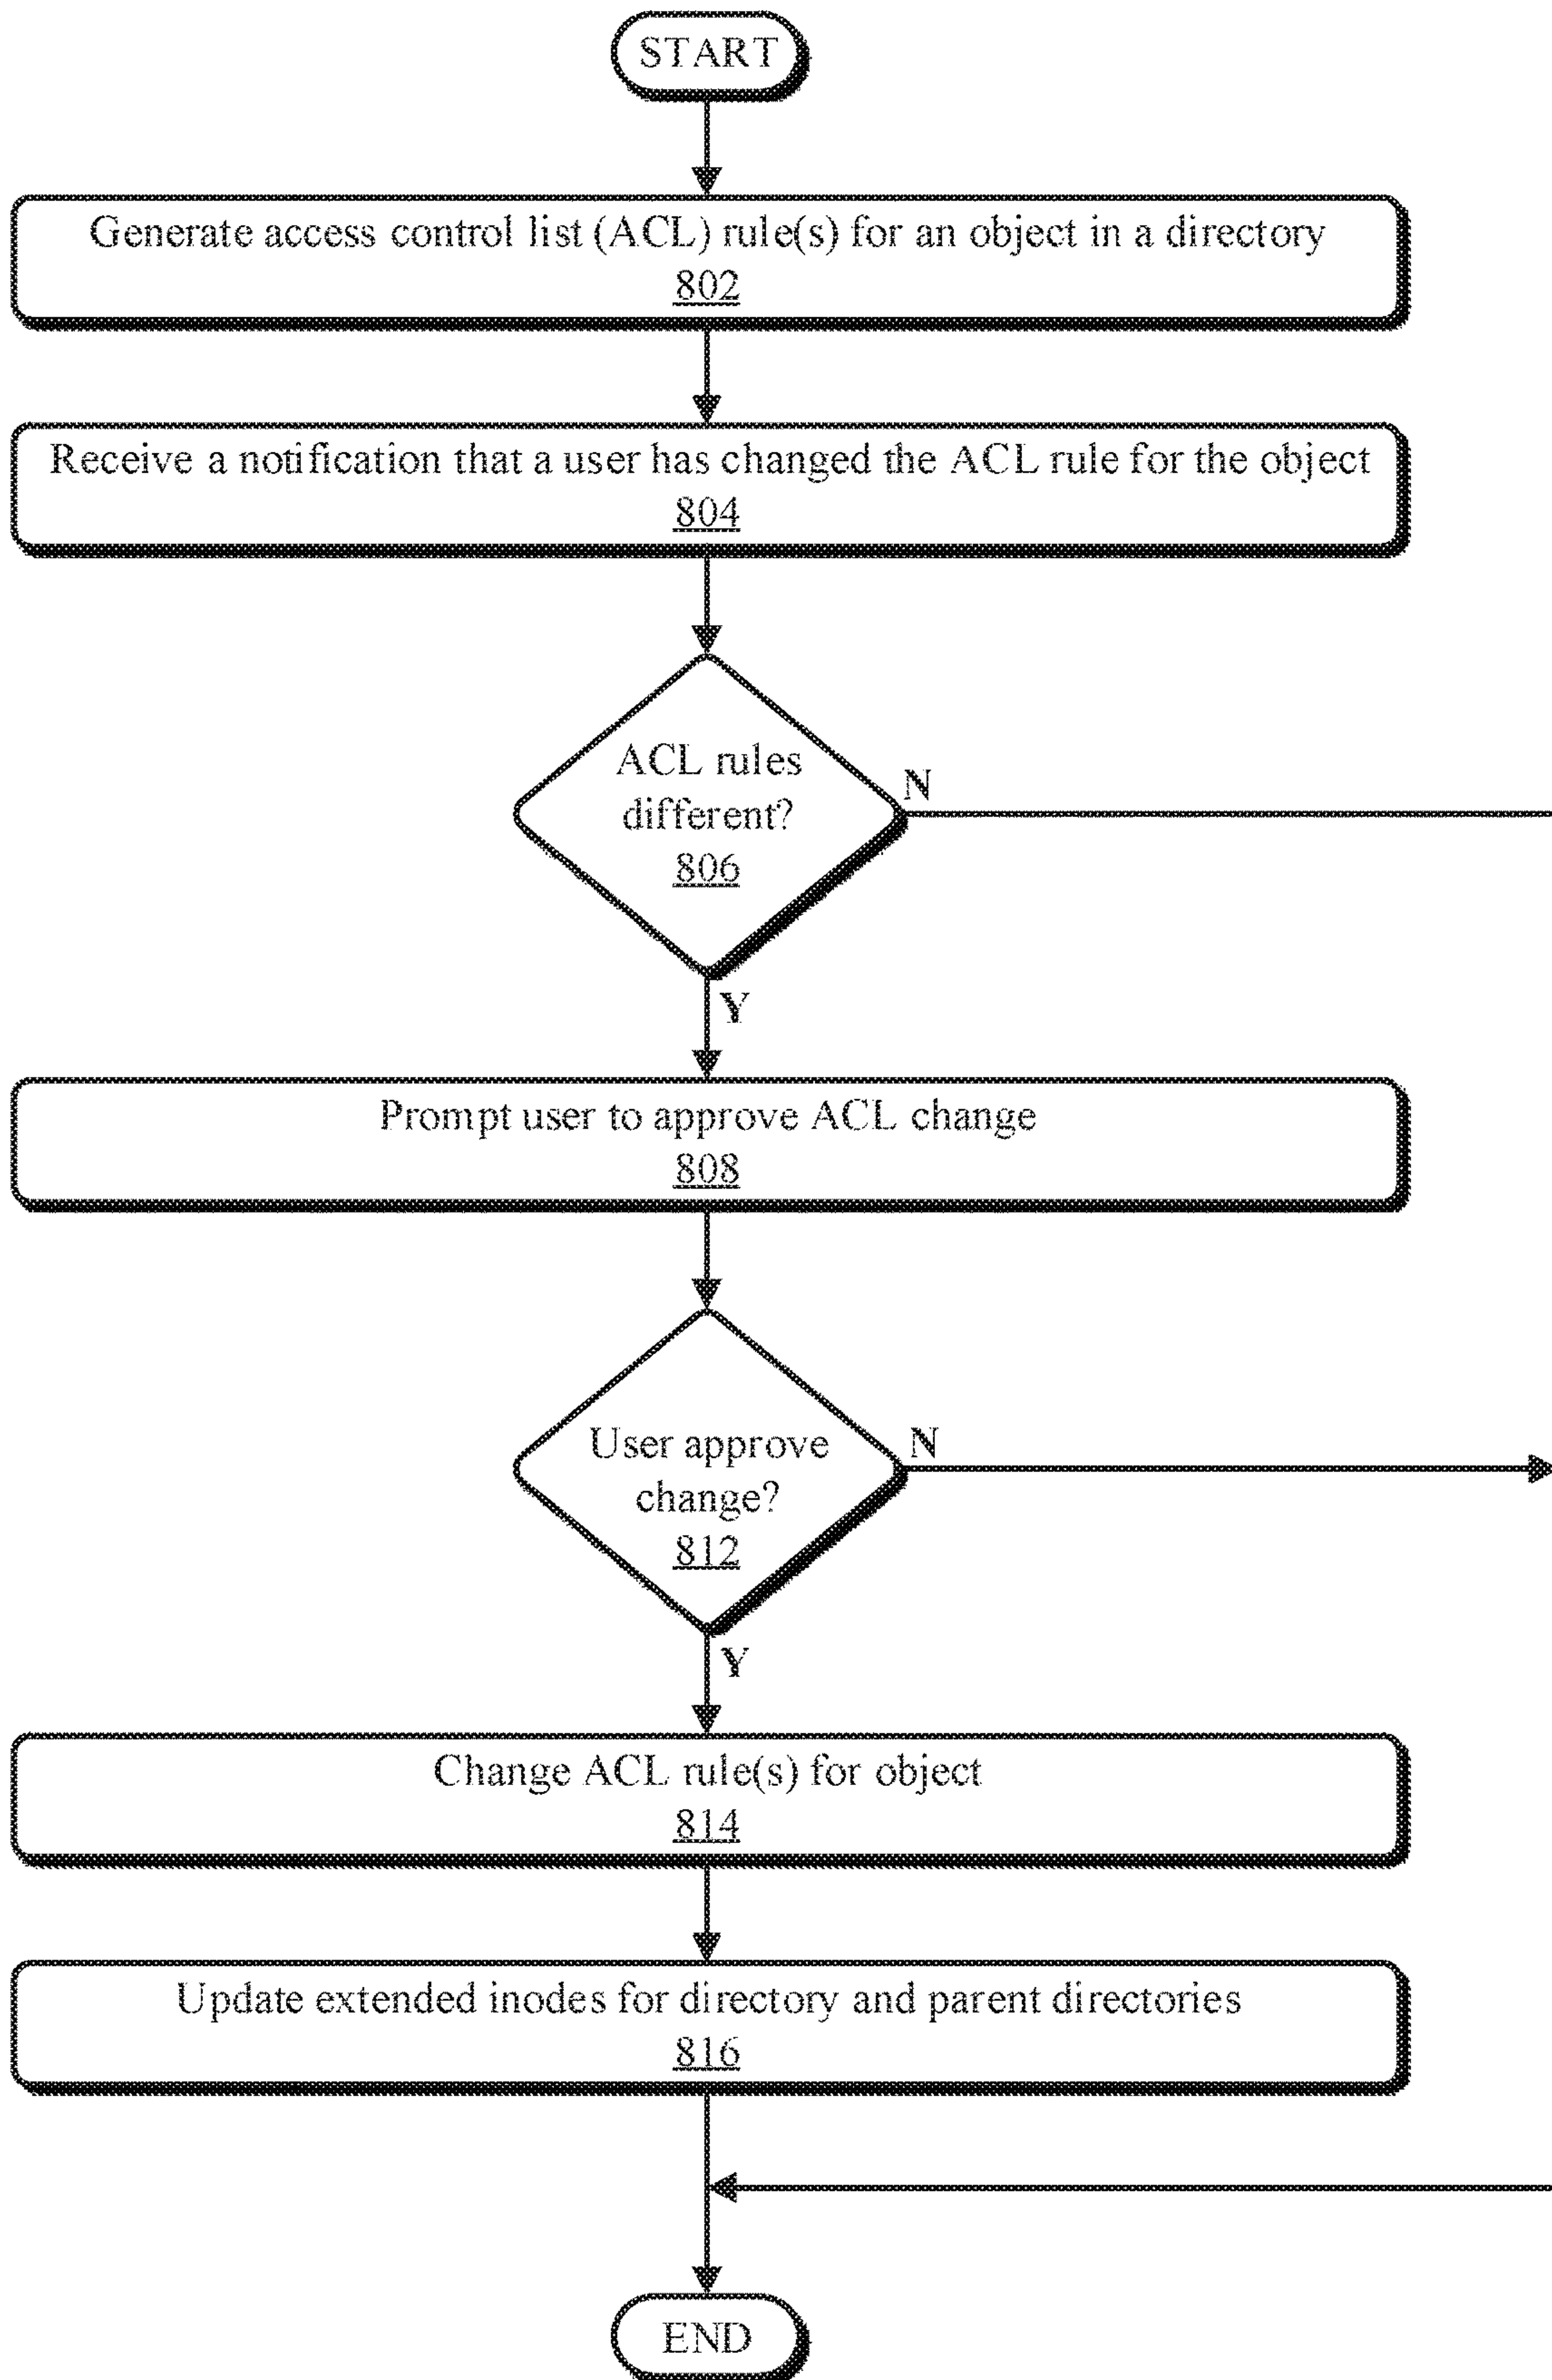 START
Generate access control list (ACL) rule(s) for an object in a directory
802
Receive a notification that a user has changed the ACL rule for the object
804
ACL rules
different?
806
N
Y
Prompt user to approve ACL change
808
User approve
change?
812
N
Y
Change ACL rule(s) for object
814
Update extended inodes for directory and parent directories
816
END